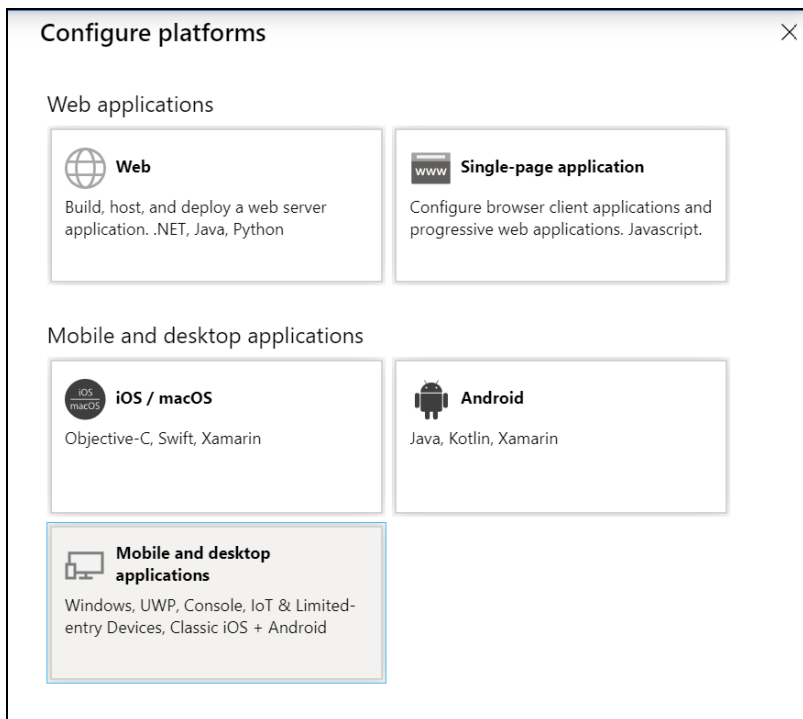 Configure platforms
Web applications
Web
Build, host, and deploy a web server
application. .NET, Java, Python
www
Single-page application
Configure browser client applications and
progressive web applications. Javascript.
Mobile and desktop applications
iOS
macOS
iOS / macOS
Objective-C, Swift, Xamarin
Android
Java, Kotlin, Xamarin
Mobile and desktop
applications
Windows, UWP, Console, IoT & Limited-
entry Devices, Classic iOS + Android